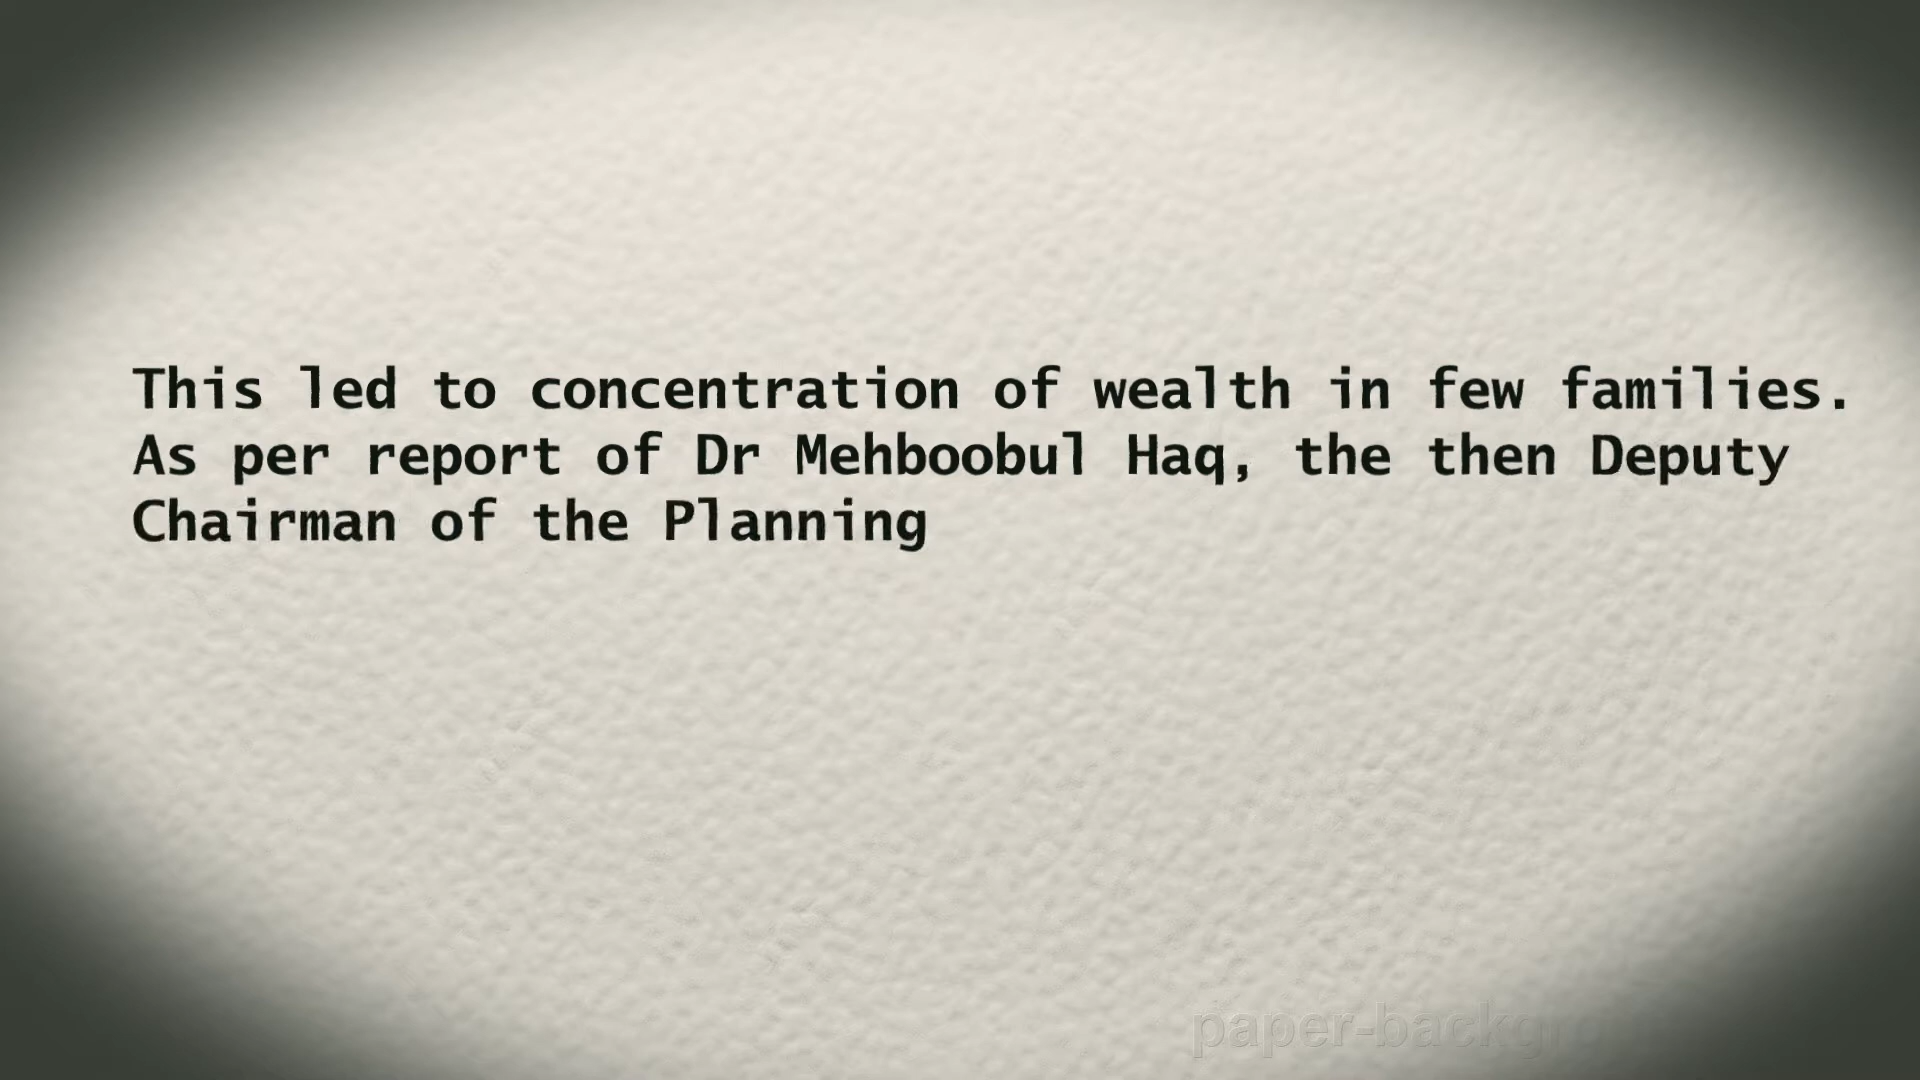 This led to concentration of wealth in few families.
As per report of Dr Mehboobul Haq, the then Deputy
Chairman of the Planning